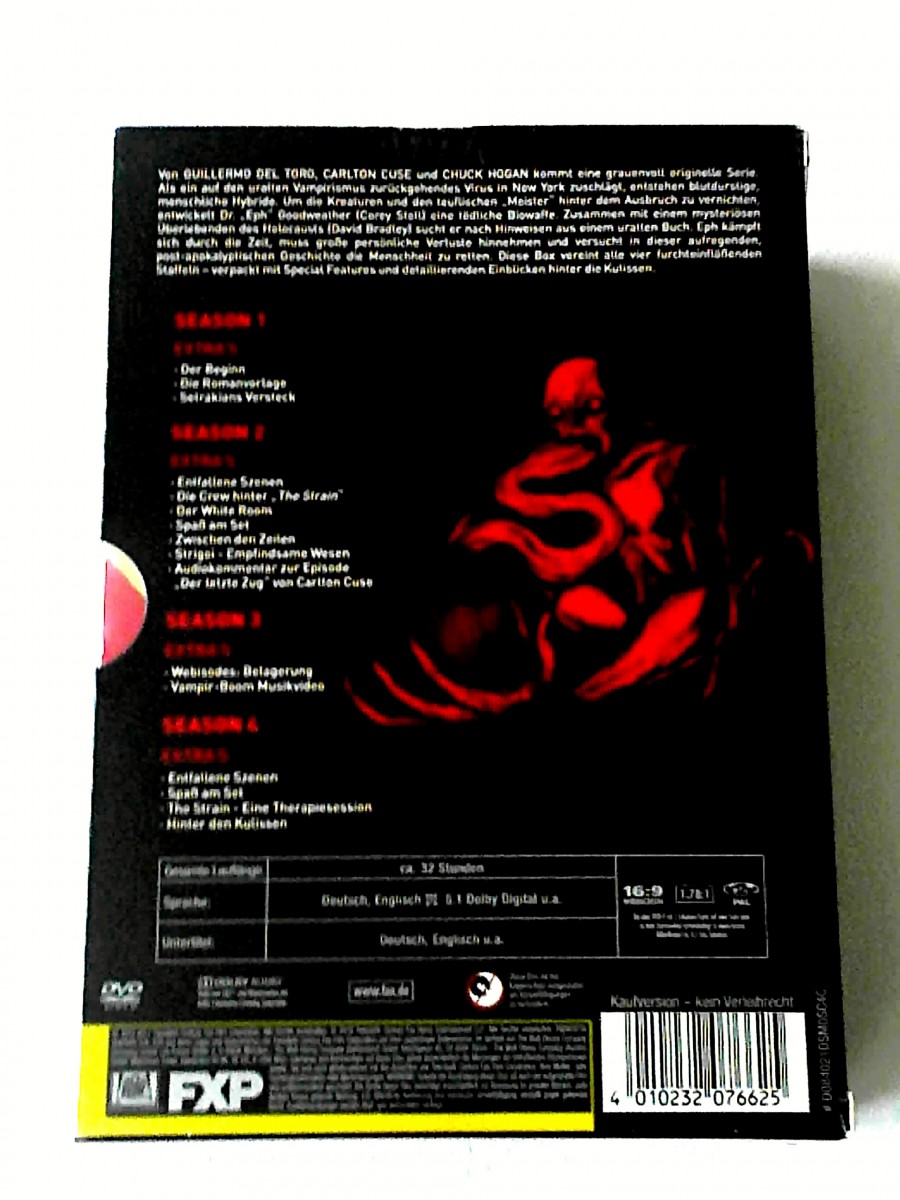 Von GUILLERMO DEL TORO, CARLTON CUSE und CHUCK HOGAN kommt eine grauenvoll originelle Serie.
Als ein auf den uralten Vampirismus zurückgehendes Virus in New York zuschlägt, entstehen blutdurstige,
menschliche Hybride. Um die Kreaturen und den teuflischen „Meister" hinter dem Ausbruch zu vernichten,
entwickelt Dr. „Eph" Goodweather (Corey Stoll) eine tödliche Biowaffe. Zusammen mit einem mysteriösen
Überlebenden des Holocausts (David Bradley) sucht er nach Hinweisen aus einem uralten Buch. Eph kämpft
sich durch die Zeit, muss große persönliche Verluste hinnehmen und versucht in dieser aufregenden,
post-apokalyptischen Geschichte die Menschheit zu retten. Diese Box vereint alle vier furchteinflößenden
Staffeln – verpackt mit Special Features und detaillierenden Einblicken hinter die Kulissen.
SEASON 1
EXTRAS
· Der Beginn
· Die Romanvorlage
· Setrakians Versteck
SEASON 2
EXTRAS
· Entfallene Szenen
· Die Crew hinter „The Strain"
· Der White Room
· Spaß am Set
· Zwischen den Zeilen
· Strigoi - Empfindsame Wesen
· Audiokommentar zur Episode
„Der letzte Zug" von Carlton Cuse
SEASON 3
EXTRAS
· Webisodes: Belagerung
· Vampir-Boom Musikvideo
SEASON 4
EXTRAS
· Entfallene Szenen
· Spaß am Set
· The Strain - Eine Therapiesession
· Hinter den Kulissen
Gesamte Lauflänge: ca. 32 Stunden
Sprache: Deutsch, Englisch 5.1 Dolby Digital u.a.
Untertitel: Deutsch, Englisch u.a.
16:9
WIDESCREEN
1.78:1
PAL
DVD
www.fox.de
Kaufversion – kein Verleihrecht
FXP
4 010232 076625